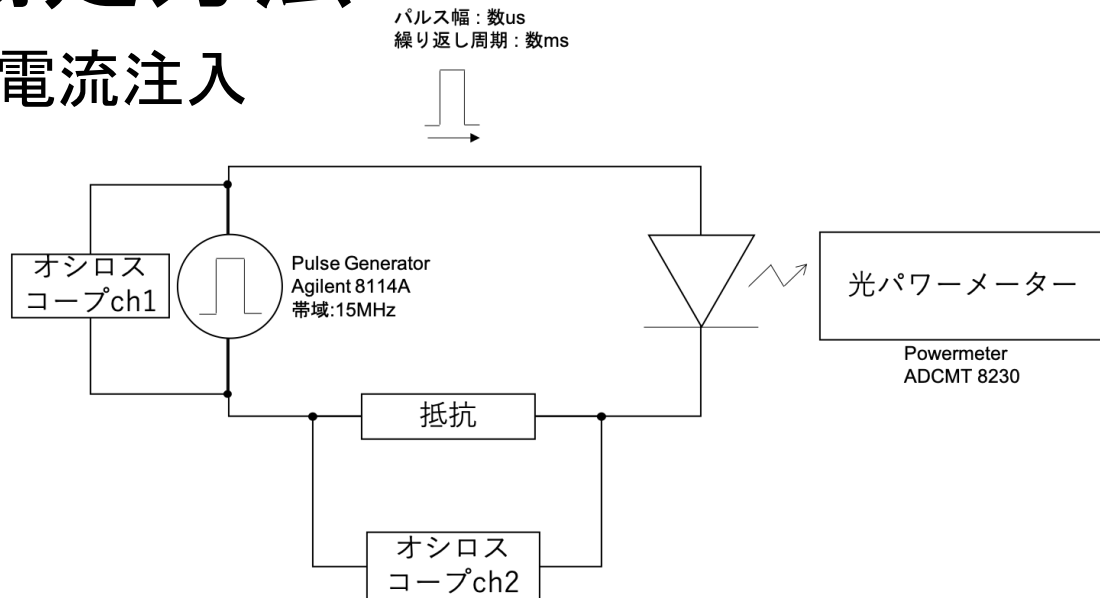 電流注入
パルス幅 : 数us
繰り返し周期 : 数ms
オシロス
コープch1
Pulse Generator
Agilent 8114A
帯域:15MHz
光パワーメーター
Powermeter
ADCMT 8230
抵抗
オシロス
コープch2